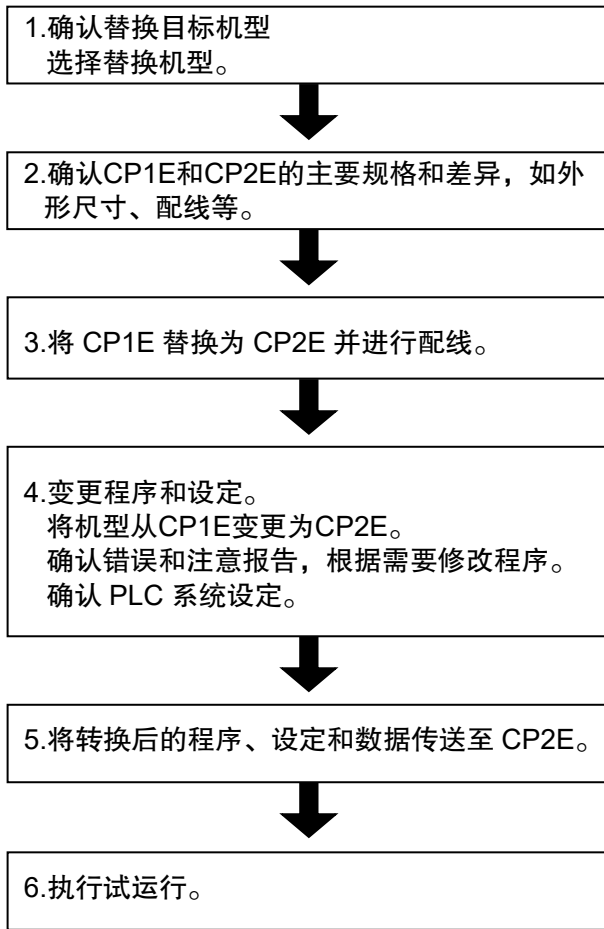 1.确认替换目标机型
选择替换机型。
2.确认CP1E和CP2E的主要规格和差异，如外
形尺寸、配线等。
3.将 CP1E 替换为 CP2E 并进行配线。
4.变更程序和设定。
将机型从CP1E变更为CP2E。
确认错误和注意报告，根据需要修改程序。
确认 PLC 系统设定。
5.将转换后的程序、设定和数据传送至 CP2E。
6.执行试运行。